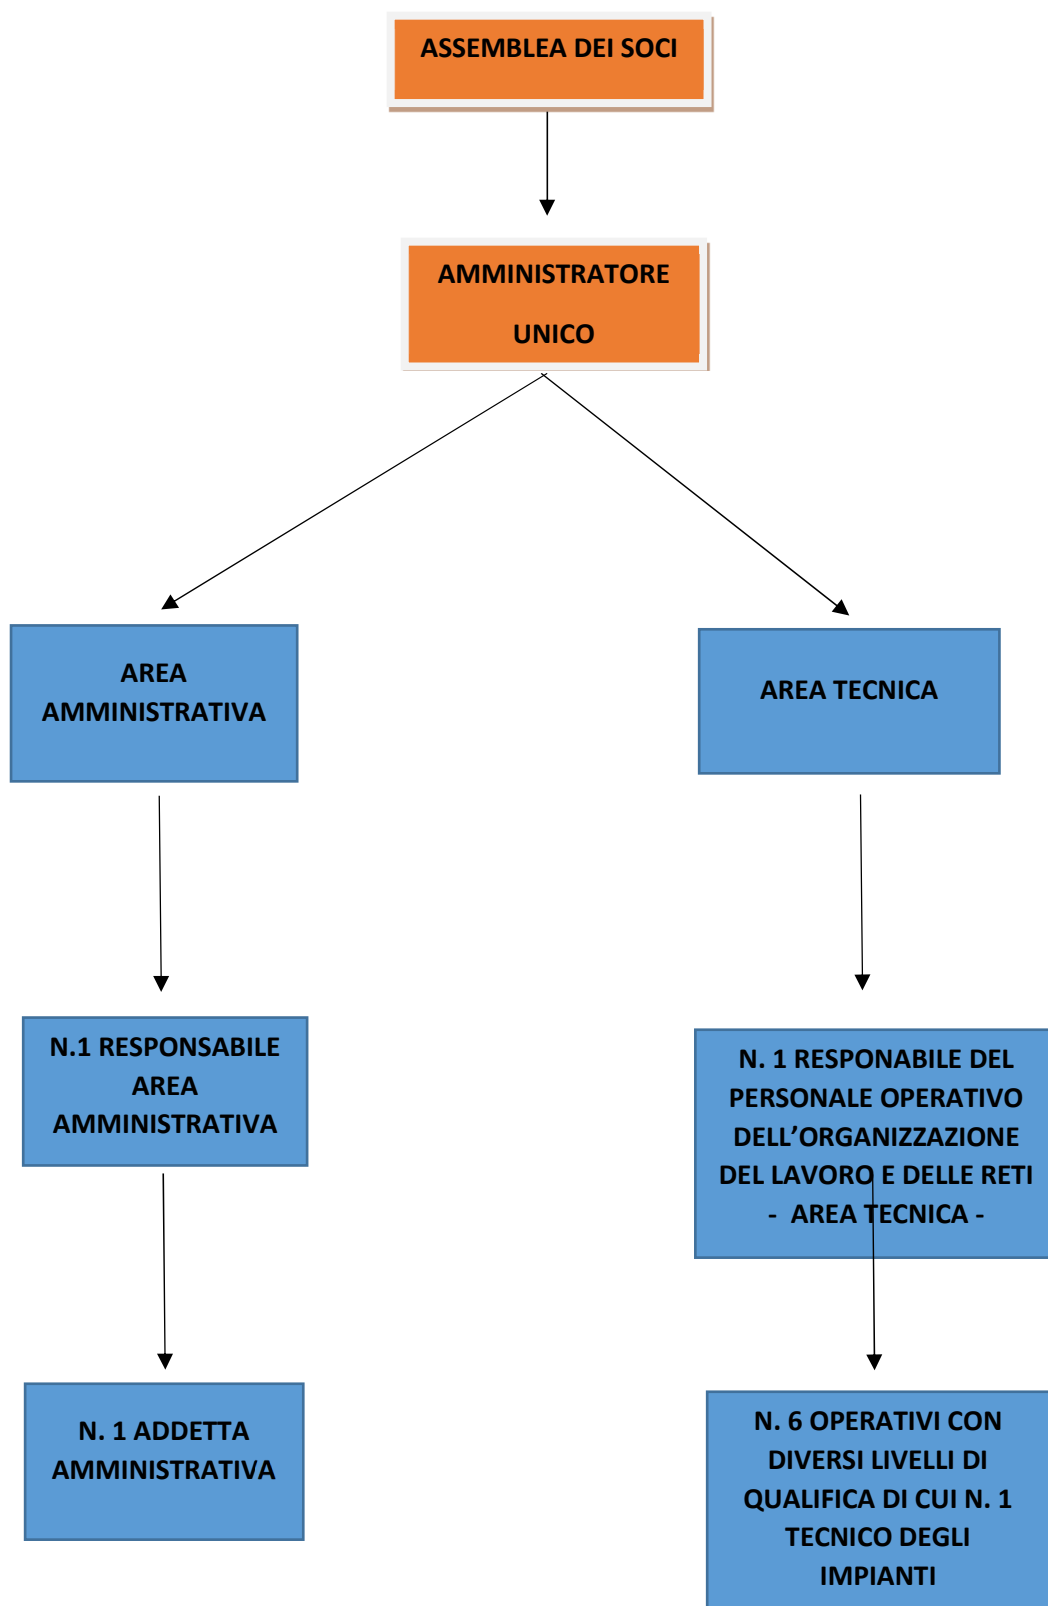 ASSEMBLEA DEI SOCI
AMMINISTRATORE
UNICO
AREA
AMMINISTRATIVA
AREA TECNICA
N.1 RESPONSABILE
AREA
AMMINISTRATIVA
N. 1 RESPONABILE DEL
PERSONALE OPERATIVO
DELL’ORGANIZZAZIONE
DEL LAVORO E DELLE RETI
- AREA TECNICA -
N. 1 ADDETTA
AMMINISTRATIVA
N. 6 OPERATIVI CON
DIVERSI LIVELLI DI
QUALIFICA DI CUI N. 1
TECNICO DEGLI
IMPIANTI